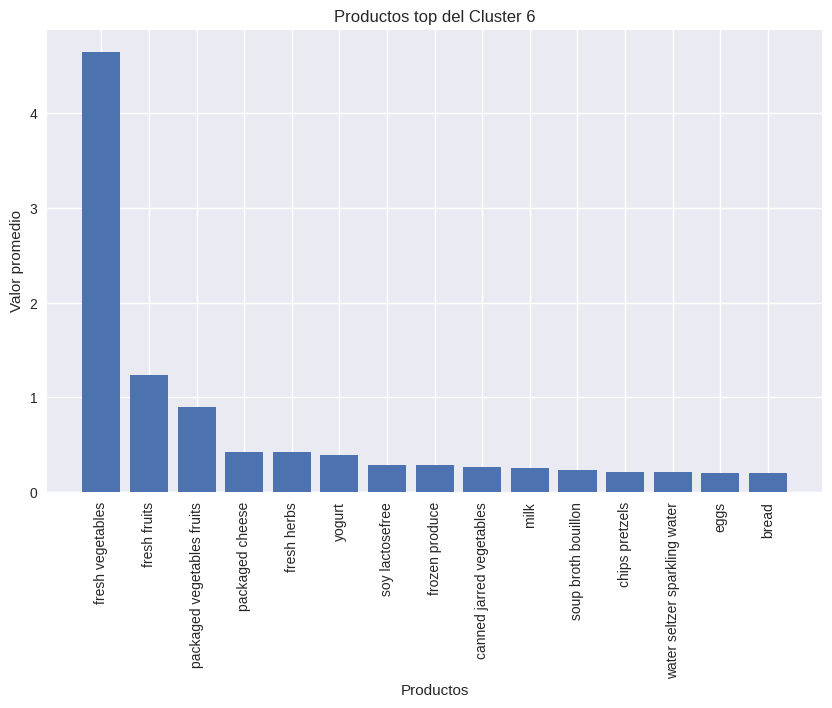 Productos top del Cluster 6
Valor promedio
4
3
2
1
0
fresh vegetables
fresh fruits
packaged vegetables fruits
packaged cheese
fresh herbs
yogurt
soy lactosefree
frozen produce
canned jarred vegetables
milk
soup broth bouillon
chips pretzels
water seltzer sparkling water
eggs
bread
Productos